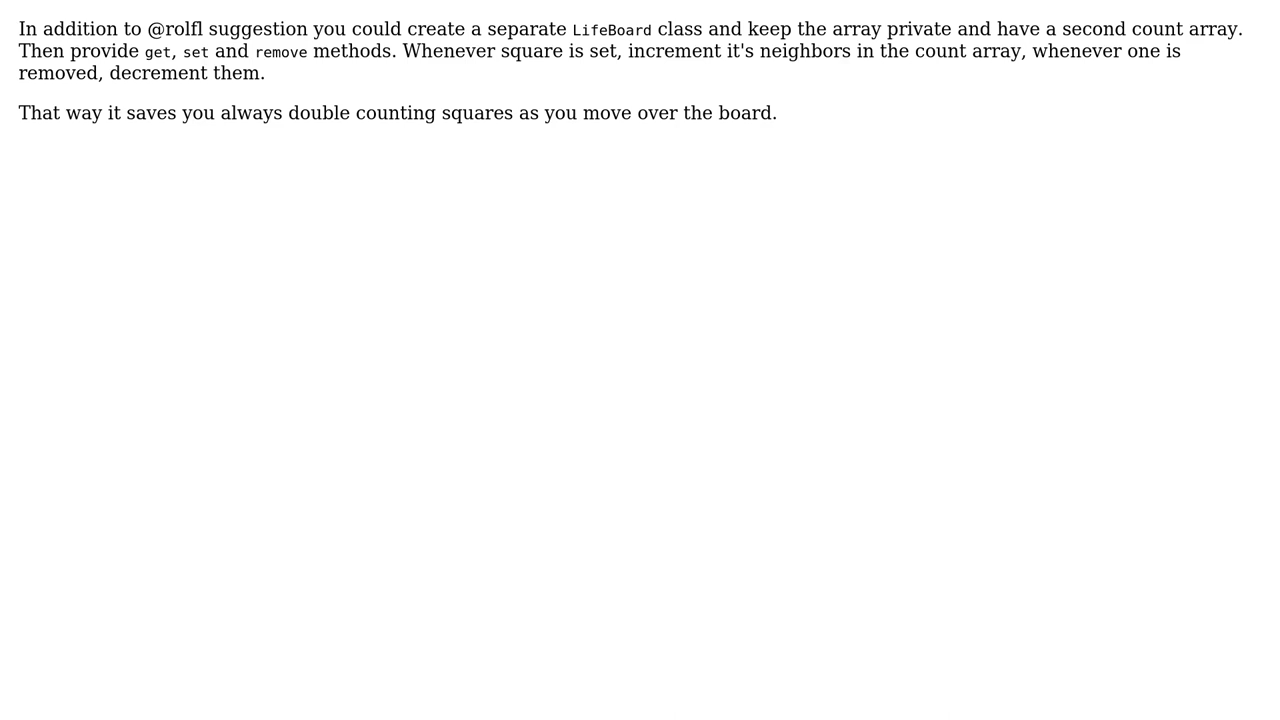 In addition to @rolfl suggestion you could create a separate LifeBoard class and keep the array private and have a second count array.
Then provide get, set and remove methods. Whenever square is set, increment it's neighbors in the count array, whenever one is
removed, decrement them.
That way it saves you always double counting squares as you move over the board.